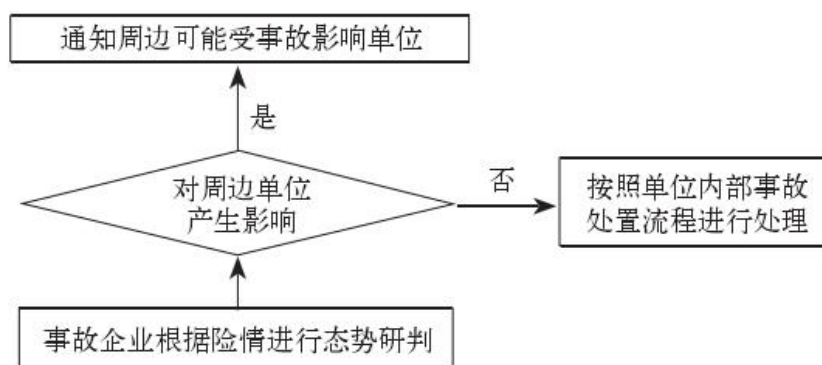 通知周边可能受事故影响单位
是
对周边单位
产生影响
否
按照单位内部事故
处置流程进行处理
事故企业根据险情进行态势研判